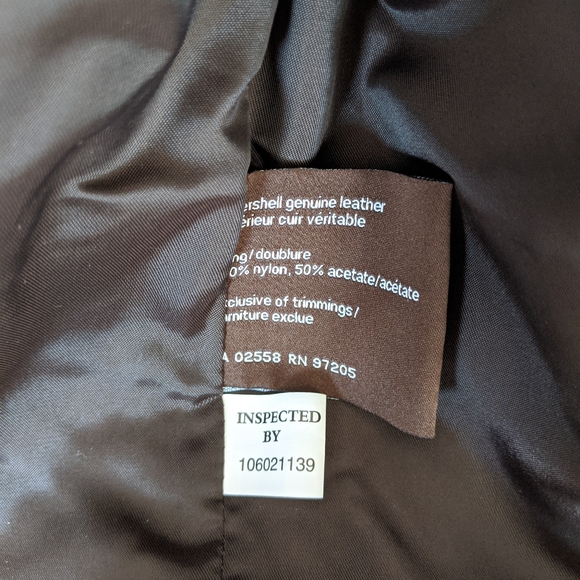 ershell genuine leather
érieur cuir véritable
ng/doublure
0% nylon, 50% acetate/acétate
xclusive of trimmings/
rniture exclue
A 02558 RN 97205
INSPECTED
BY
106021139